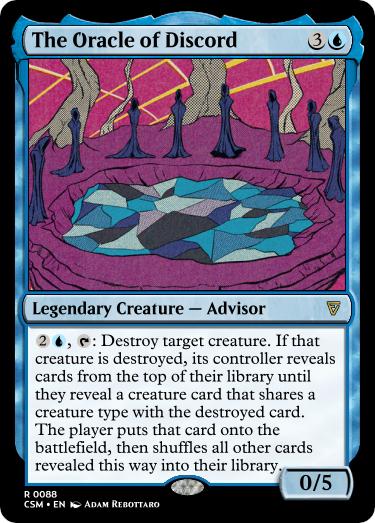 The Oracle of Discord 3
Legendary Creature — Advisor
2, : Destroy target creature. If that
creature is destroyed, its controller reveals
cards from the top of their library until
they reveal a creature card that shares a
creature type with the destroyed card.
The player puts that card onto the
battlefield, then shuffles all other cards
revealed this way into their library.
0/5
R 0088
CSM • EN Adam Rebottaro